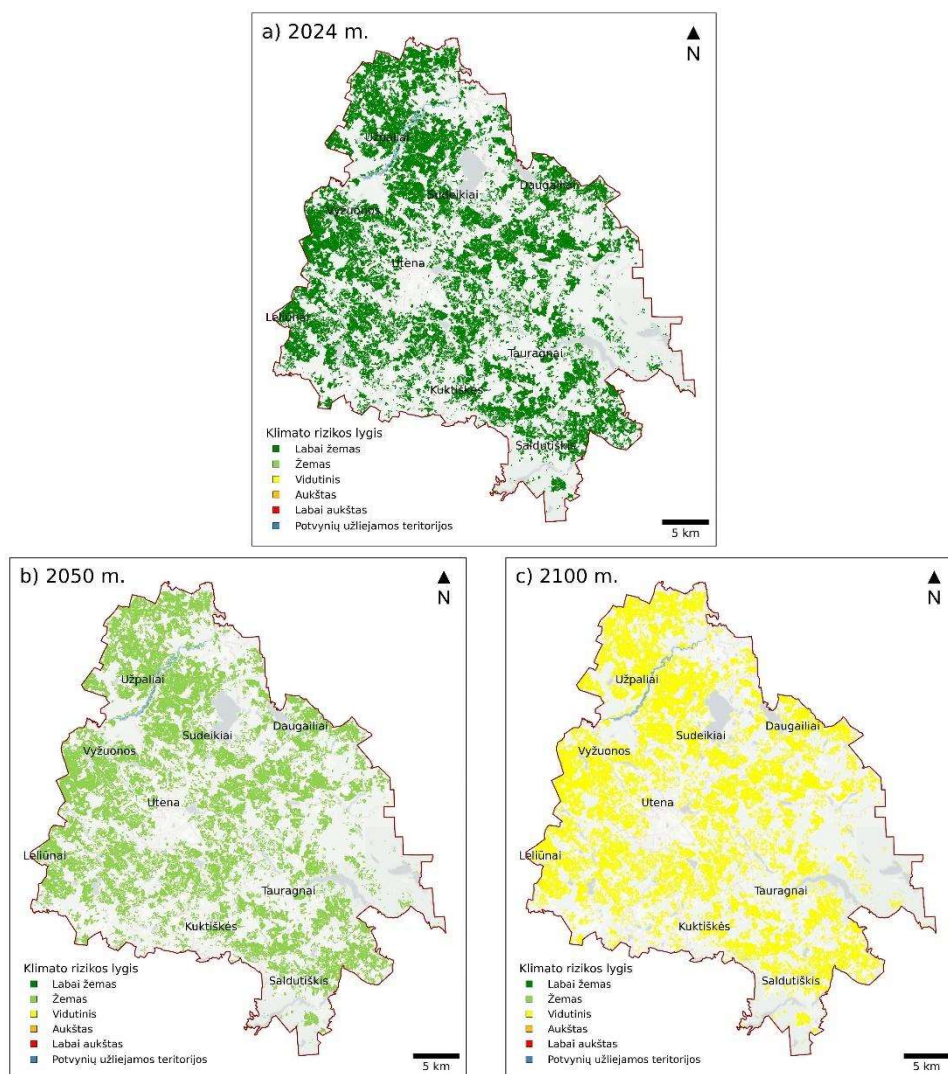 a) 2024 m.
N
Užpaliai
Daugailiai
Sudeikiai
Vyžuonos
Utena
Leliūnai
Tauragnai
Kuktiškės
Saldutiškis
Klimato rizikos lygis
Labai žemas
Žemas
Vidutinis
Aukštas
Labai aukštas
Potvynių užliejamos teritorijos
5 km
b) 2050 m.
N
Užpaliai
Daugailiai
Sudeikiai
Vyžuonos
Utena
Leliūnai
Tauragnai
Kuktiškės
Saldutiškis
Klimato rizikos lygis
Labai žemas
Žemas
Vidutinis
Aukštas
Labai aukštas
Potvynių užliejamos teritorijos
5 km
c) 2100 m.
N
Užpaliai
Daugailiai
Sudeikiai
Vyžuonos
Utena
Leliūnai
Tauragnai
Kuktiškės
Saldutiškis
Klimato rizikos lygis
Labai žemas
Žemas
Vidutinis
Aukštas
Labai aukštas
Potvynių užliejamos teritorijos
5 km